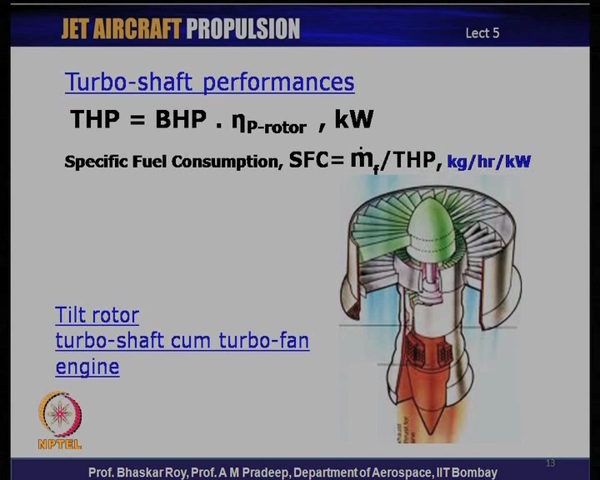 JET AIRCRAFT PROPULSION
Lect 5
Turbo-shaft performances
THP = BHP . ηP-rotor , kW
Specific Fuel Consumption, SFC= ṁf/THP, kg/hr/kW
Tilt rotor
turbo-shaft cum turbo-fan
engine
NPTEL
13
Prof. Bhaskar Roy, Prof. A M Pradeep, Department of Aerospace, IIT Bombay